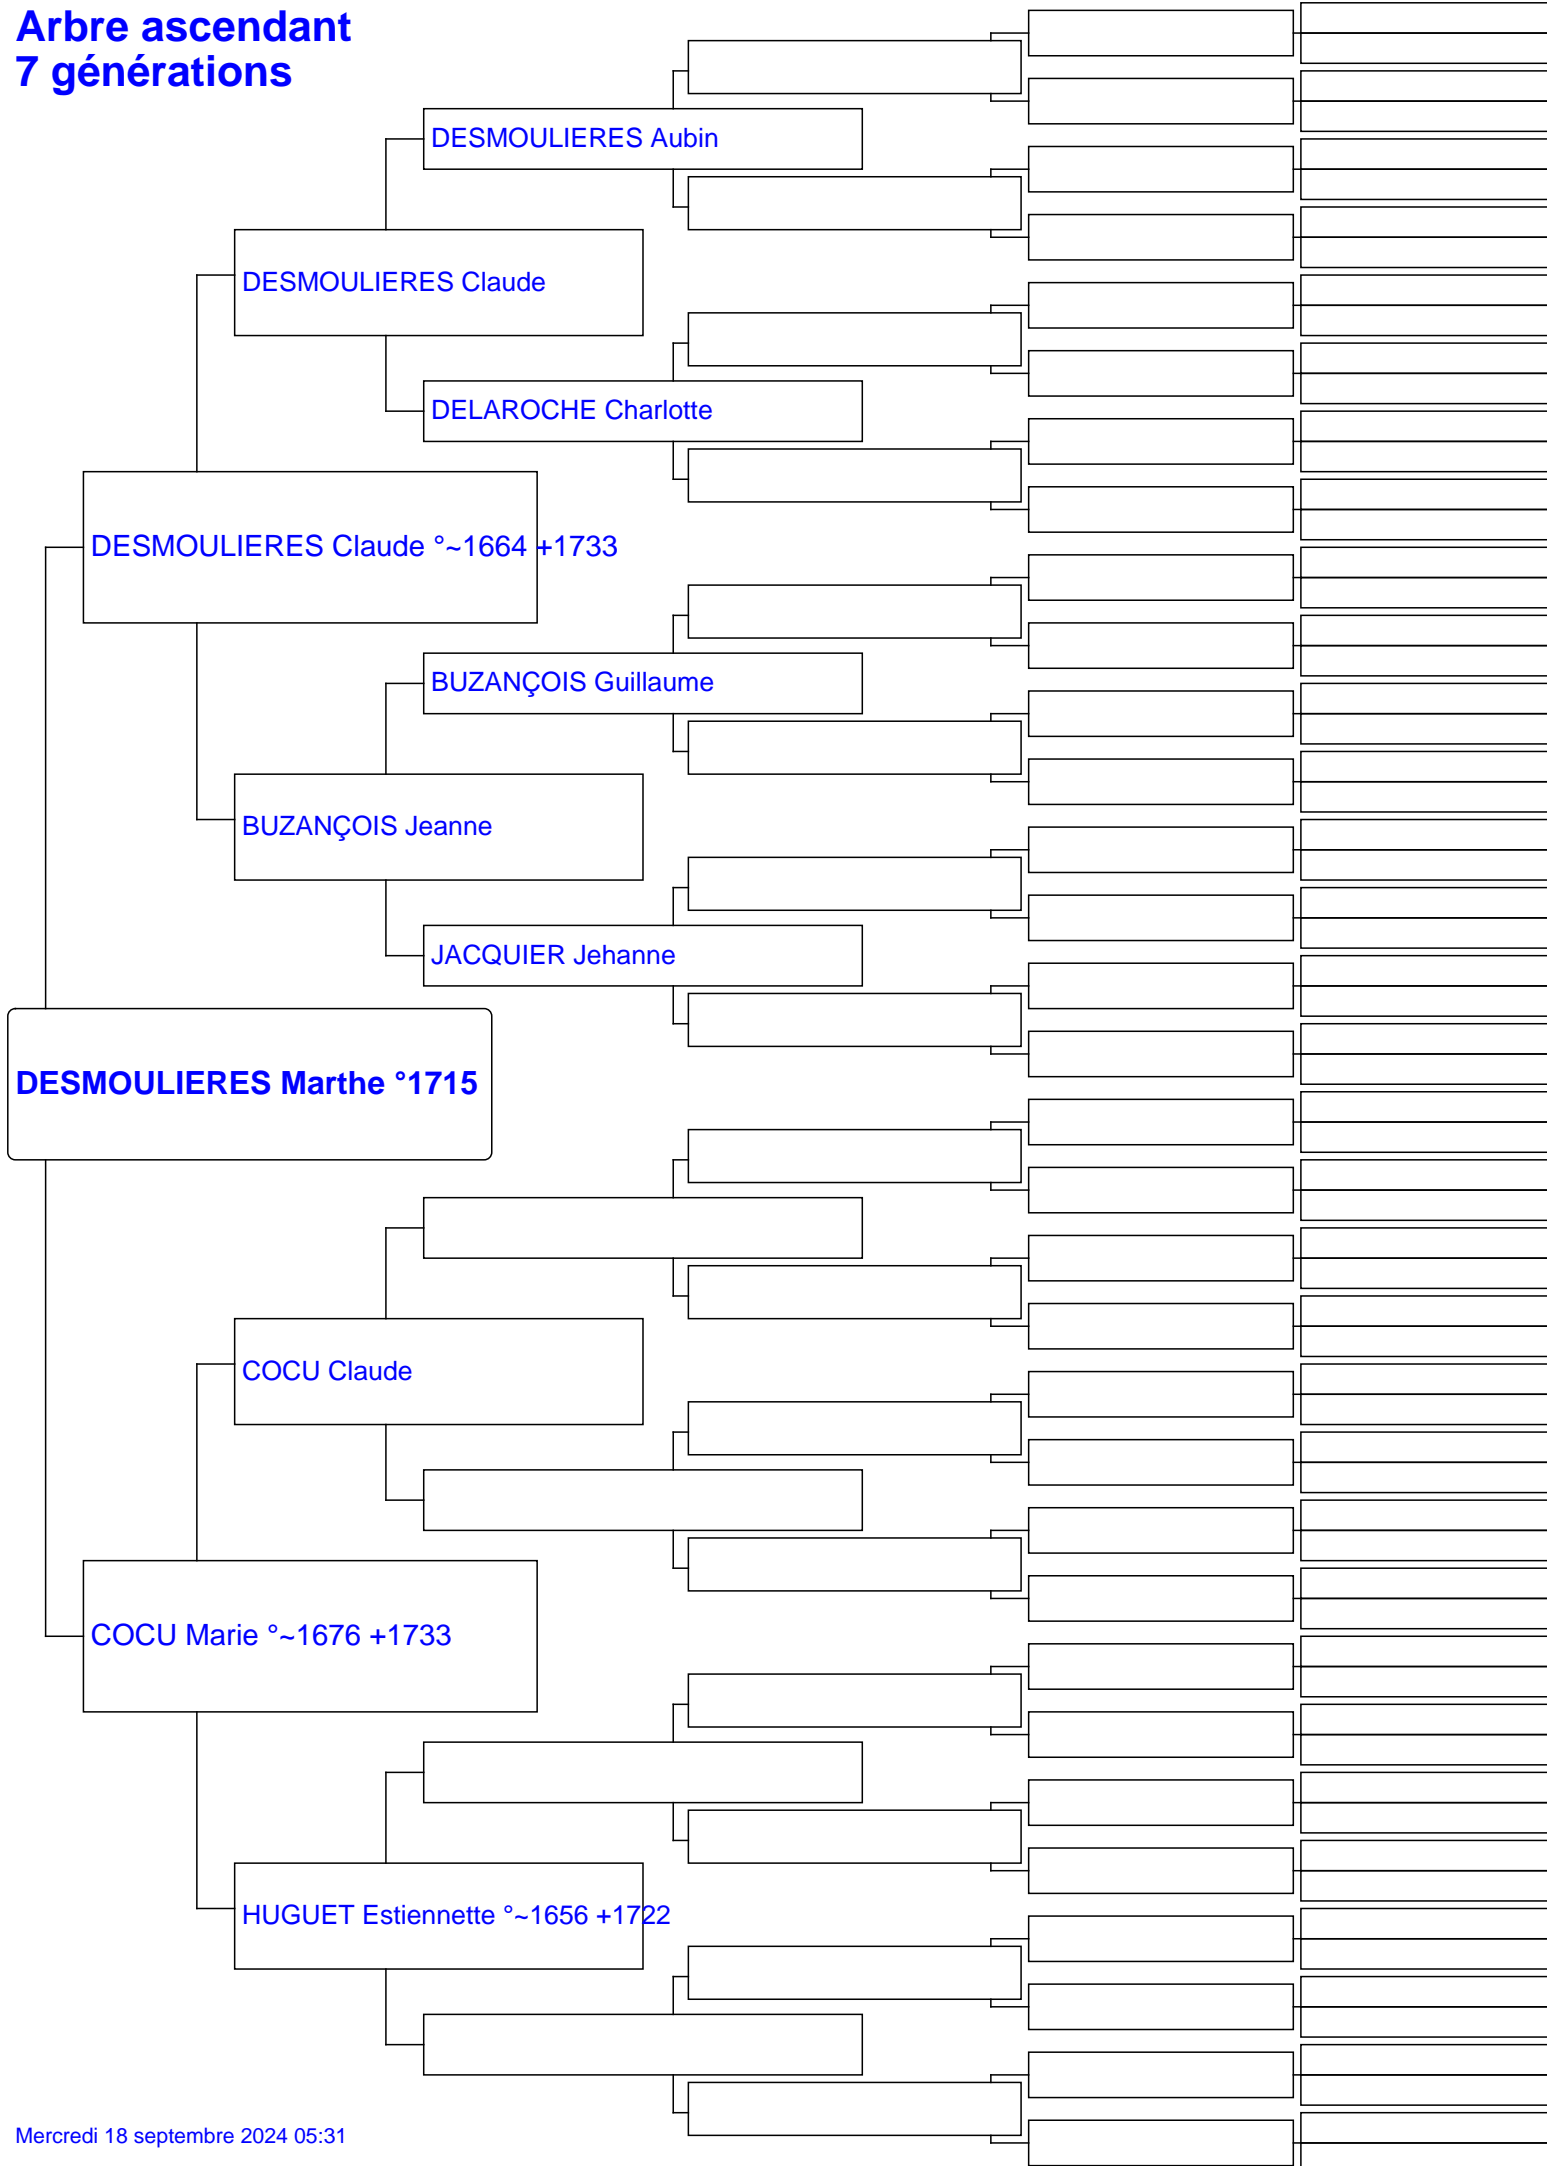 Arbre ascendant
7 générations
DESMOULIERES Aubin
DESMOULIERES Claude
DELAROCHE Charlotte
DESMOULIERES Claude °~1664 +1733
BUZANÇOIS Guillaume
BUZANÇOIS Jeanne
JACQUIER Jehanne
DESMOULIERES Marthe °1715
COCU Claude
COCU Marie °~1676 +1733
HUGUET Estiennette °~1656 +1722
Mercredi 18 septembre 2024 05:31